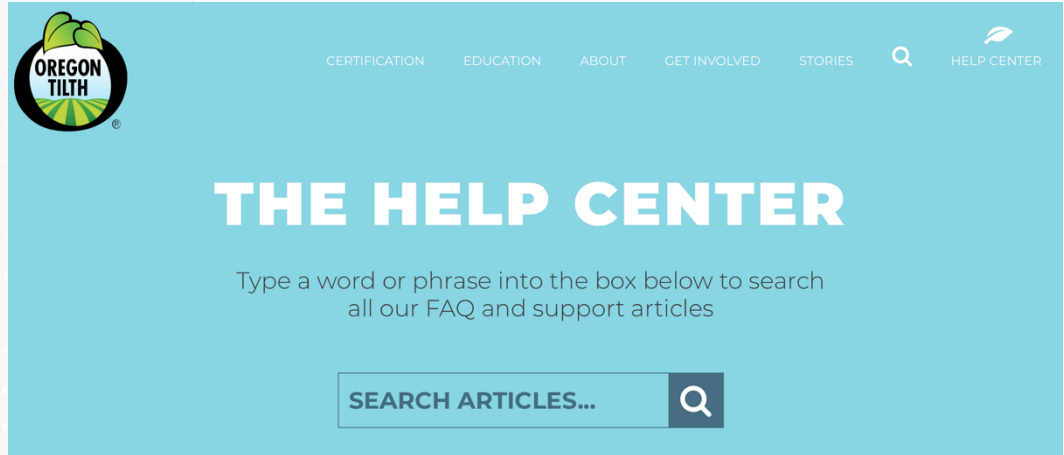 OREGON
TILTH
®
CERTIFICATION EDUCATION ABOUT GET INVOLVED STORIES HELP CENTER
THE HELP CENTER
Type a word or phrase into the box below to search
all our FAQ and support articles
SEARCH ARTICLES...